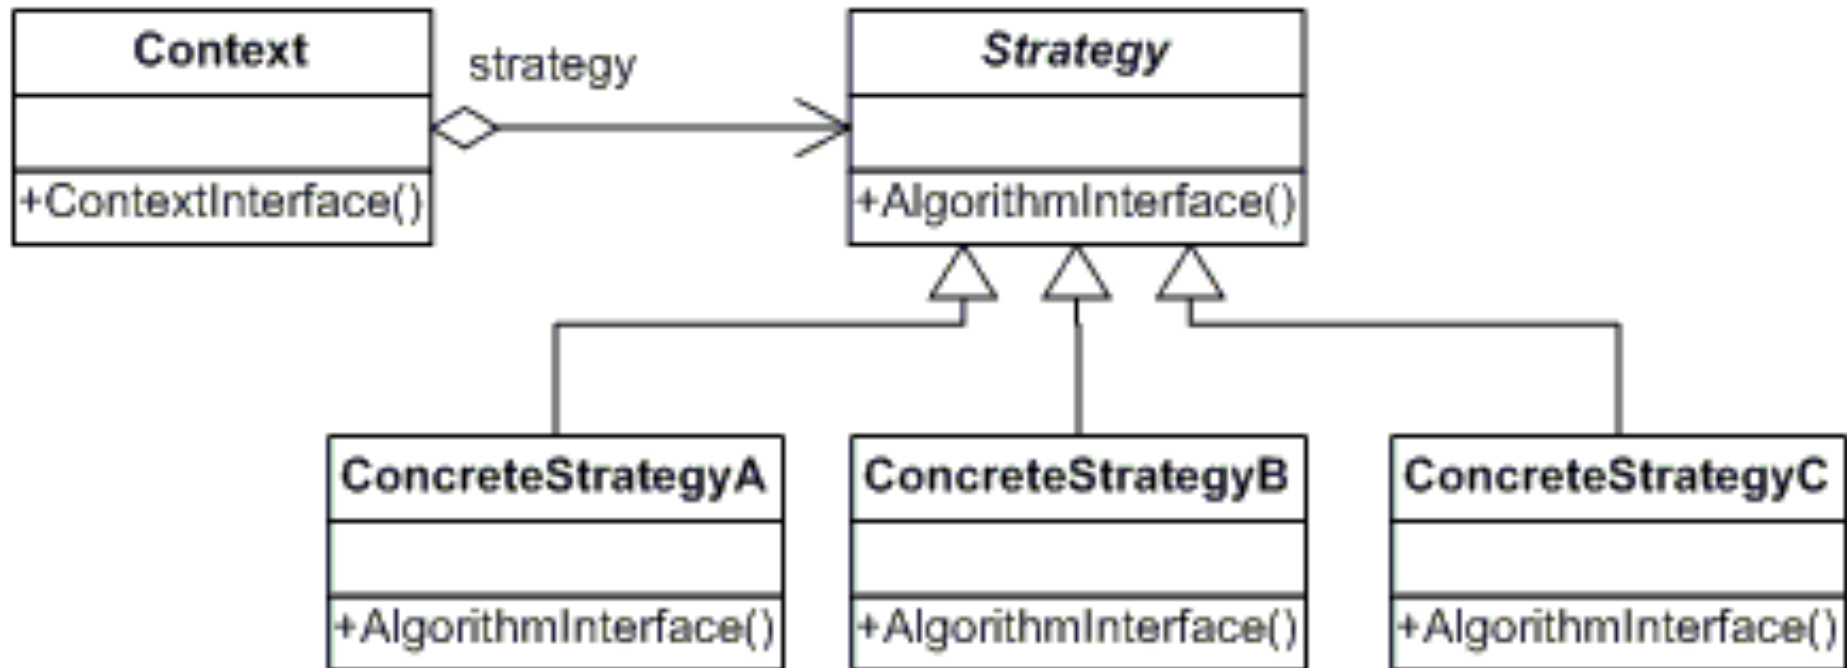 Context
strategy
Strategy
+ContextInterface()
+AlgorithmInterface()
ConcreteStrategyA
ConcreteStrategyB
ConcreteStrategyC
+AlgorithmInterface()
+AlgorithmInterface()
+AlgorithmInterface()